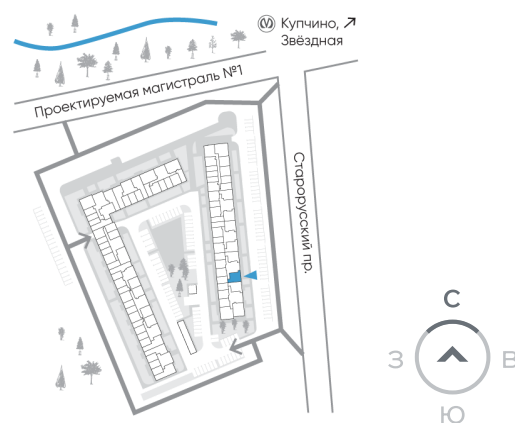 Купчино, ↗
Звёздная
Проектируемая магистраль №1
Старорусский пр.
С
З
В
Ю